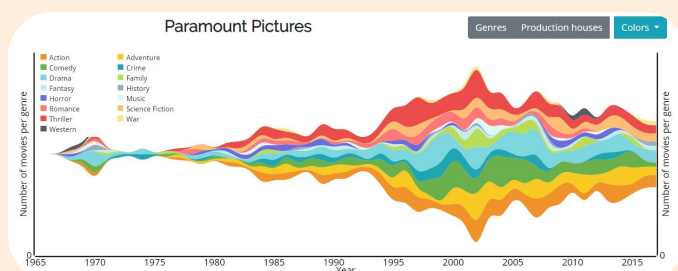 Paramount Pictures
Genres Production houses Colors
Number of movies per genre
Action Adventure
Comedy Crime
Drama Family
Fantasy History
Horror Music
Romance Science Fiction
Thriller War
Western
Number of movies per genre
0 0
1965 1970 1975 1980 1985 1990 1995 2000 2005 2010 2015
Year